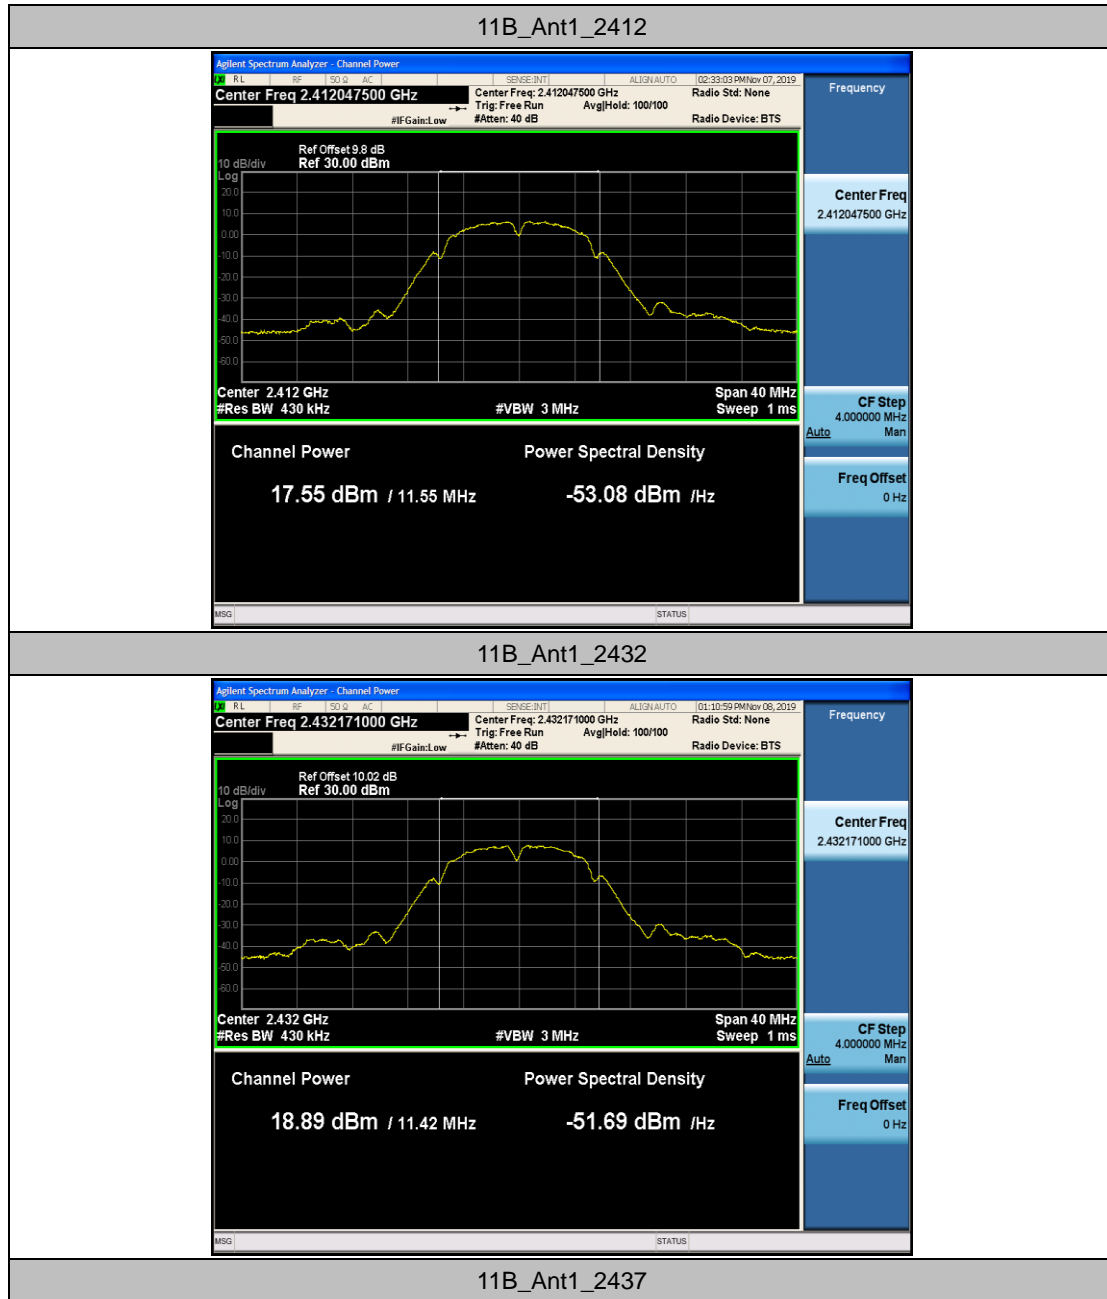 11B_Ant1_2412
Agilent Spectrum Analyzer - Channel Power
LXI RL RF 50 Ω AC SENSE:INT ALIGN AUTO 02:33:03 PM Nov 07, 2019
Center Freq 2.412047500 GHz
Center Freq: 2.412047500 GHz Radio Std: None
Trig: Free Run Avg|Hold: 100/100
#IFGain:Low #Atten: 40 dB Radio Device: BTS
Frequency
Ref Offset 9.8 dB
10 dB/div Ref 30.00 dBm
Log
20.0
10.0
0.00
-10.0
-20.0
-30.0
-40.0
-50.0
-60.0
Center 2.412 GHz Span 40 MHz
#Res BW 430 kHz #VBW 3 MHz Sweep 1 ms
Center Freq
2.412047500 GHz
CF Step
4.000000 MHz
Auto Man
Freq Offset
0 Hz
Channel Power Power Spectral Density
17.55 dBm / 11.55 MHz -53.08 dBm /Hz
MSG STATUS
11B_Ant1_2432
Agilent Spectrum Analyzer - Channel Power
LXI RL RF 50 Ω AC SENSE:INT ALIGN AUTO 01:10:59 PM Nov 08, 2019
Center Freq 2.432171000 GHz
Center Freq: 2.432171000 GHz Radio Std: None
Trig: Free Run Avg|Hold: 100/100
#IFGain:Low #Atten: 40 dB Radio Device: BTS
Frequency
Ref Offset 10.02 dB
10 dB/div Ref 30.00 dBm
Log
20.0
10.0
0.00
-10.0
-20.0
-30.0
-40.0
-50.0
-60.0
Center 2.432 GHz Span 40 MHz
#Res BW 430 kHz #VBW 3 MHz Sweep 1 ms
Center Freq
2.432171000 GHz
CF Step
4.000000 MHz
Auto Man
Freq Offset
0 Hz
Channel Power Power Spectral Density
18.89 dBm / 11.42 MHz -51.69 dBm /Hz
MSG STATUS
11B_Ant1_2437